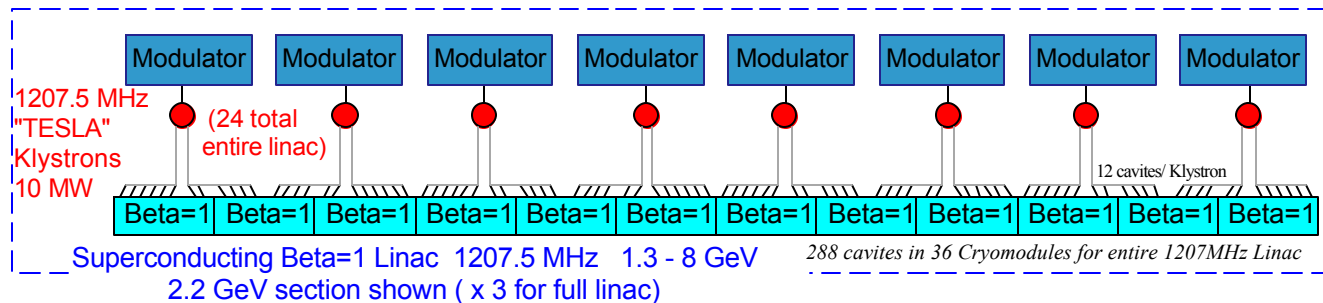 Modulator Modulator Modulator Modulator Modulator Modulator Modulator Modulator
1207.5 MHz
"TESLA"
Klystrons
10 MW
(24 total
entire linac)
12 cavites/ Klystron
Beta=1 Beta=1 Beta=1 Beta=1 Beta=1 Beta=1 Beta=1 Beta=1 Beta=1 Beta=1 Beta=1 Beta=1
Superconducting Beta=1 Linac 1207.5 MHz 1.3 - 8 GeV
288 cavites in 36 Cryomodules for entire 1207MHz Linac
2.2 GeV section shown ( x 3 for full linac)